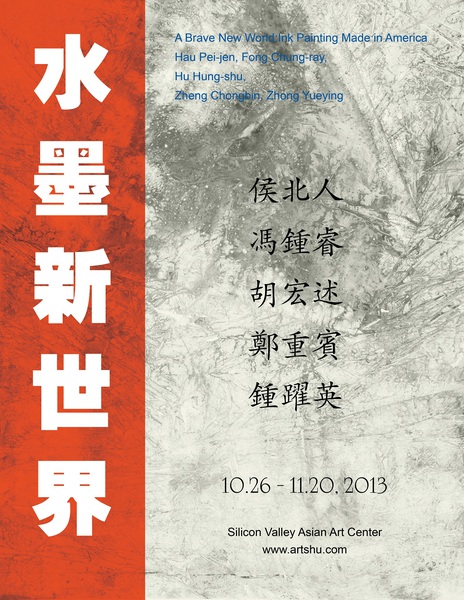 水墨新世界
A Brave New World:Ink Painting Made in America
Hau Pei-jen, Fong Chung-ray,
Hu Hung-shu,
Zheng Chongbin, Zhong Yueying
侯北人
馮鍾睿
胡宏述
鄭重賓
鍾躍英
10.26 - 11.20, 2013
Silicon Valley Asian Art Center
www.artshu.com